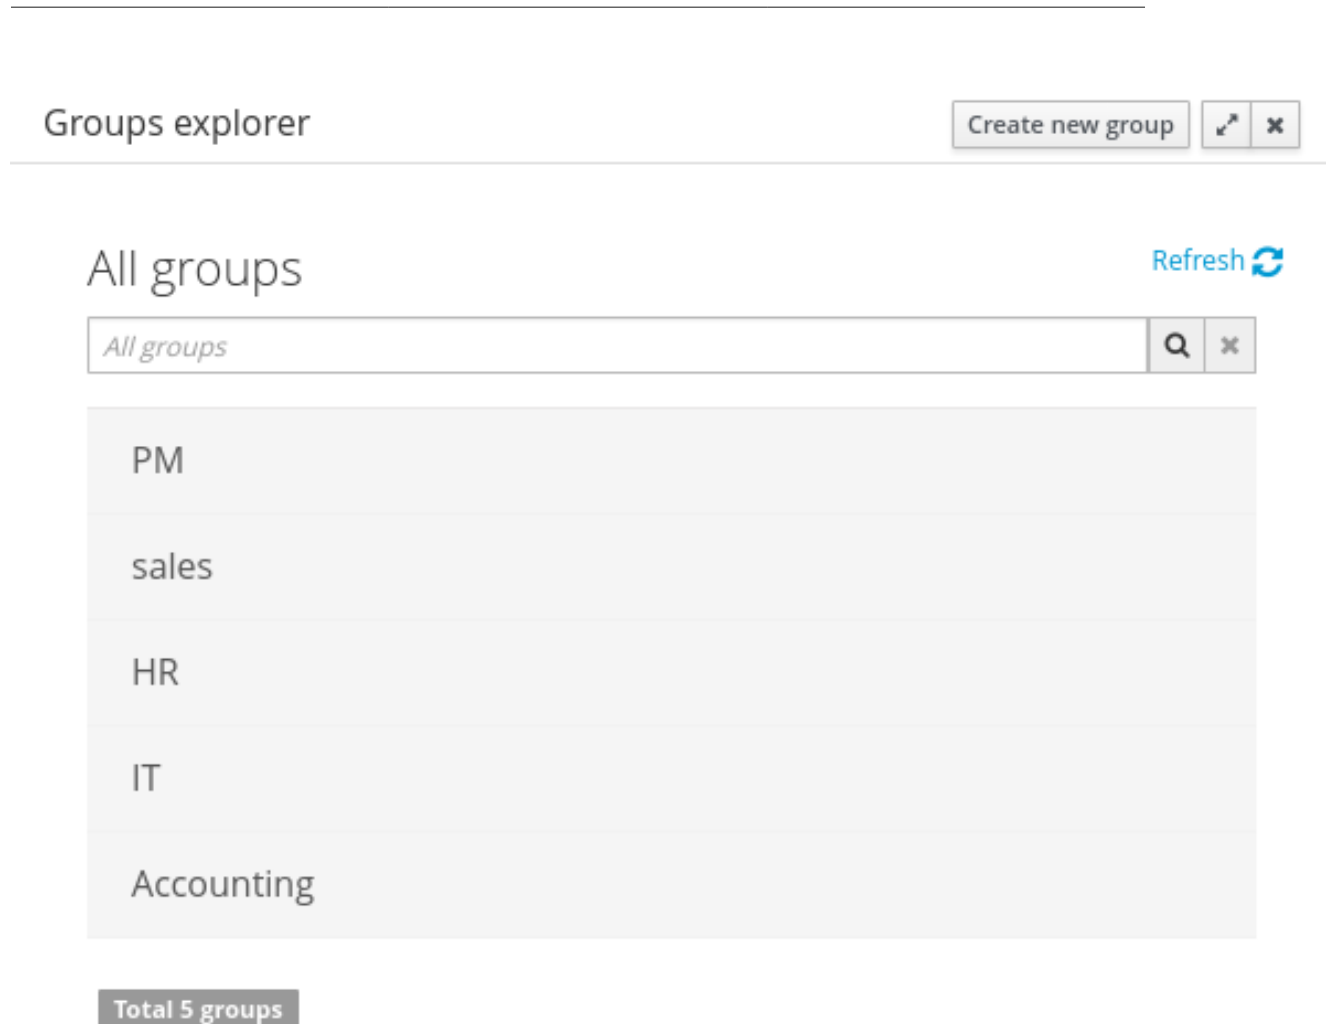 Groups explorer
Create new group
All groups
Refresh
All groups
PM
sales
HR
IT
Accounting
Total 5 groups